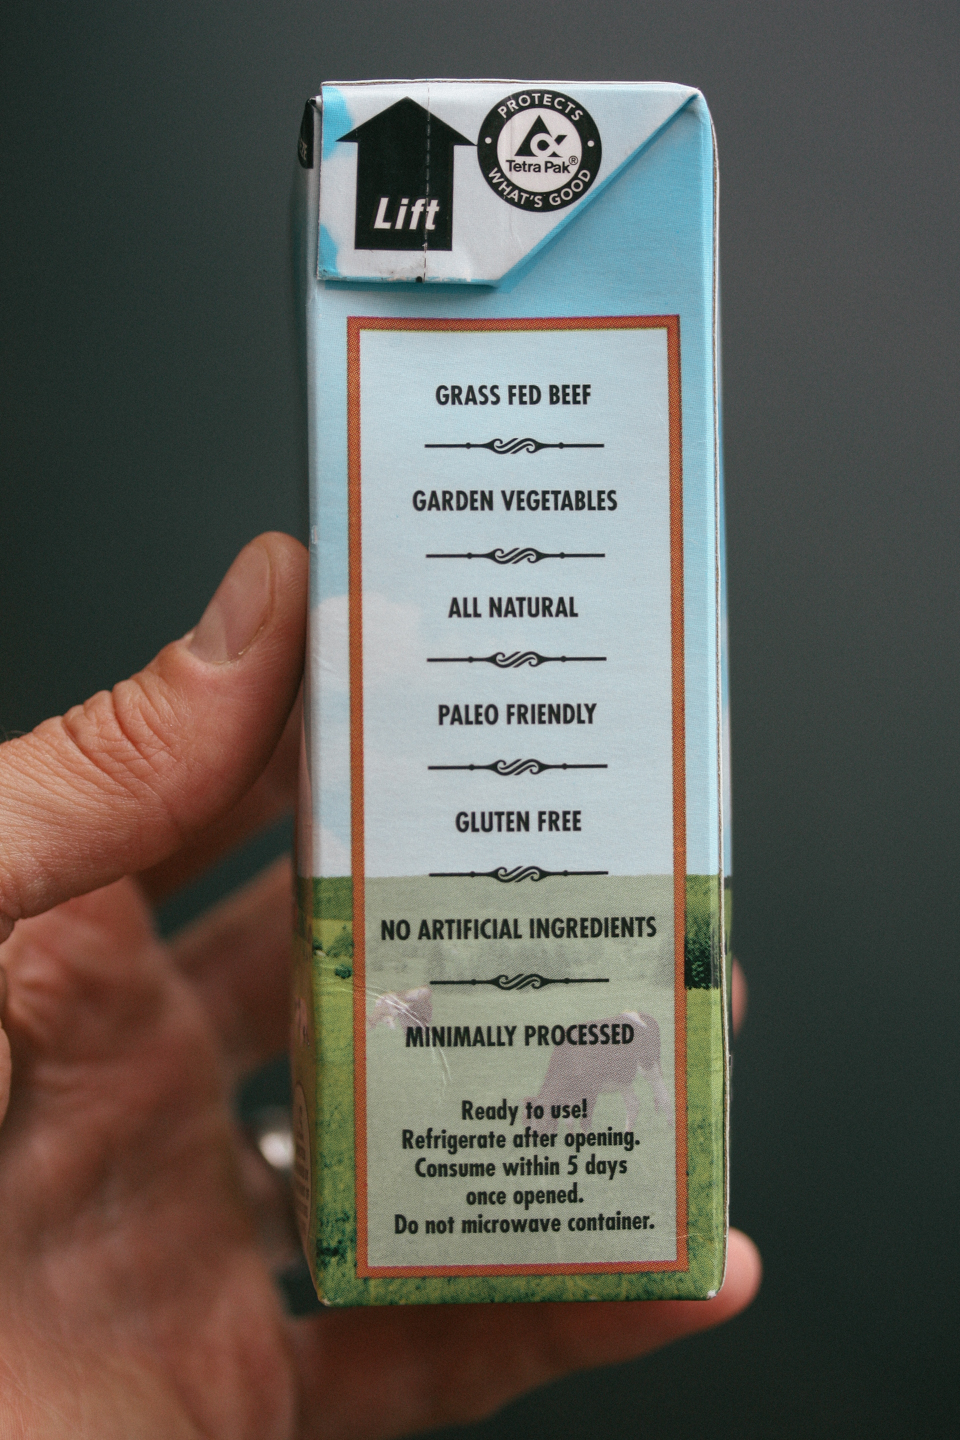 Lift
PROTECTS
Tetra Pak®
WHAT'S GOOD
GRASS FED BEEF
GARDEN VEGETABLES
ALL NATURAL
PALEO FRIENDLY
GLUTEN FREE
NO ARTIFICIAL INGREDIENTS
MINIMALLY PROCESSED
Ready to use!
Refrigerate after opening.
Consume within 5 days
once opened.
Do not microwave container.